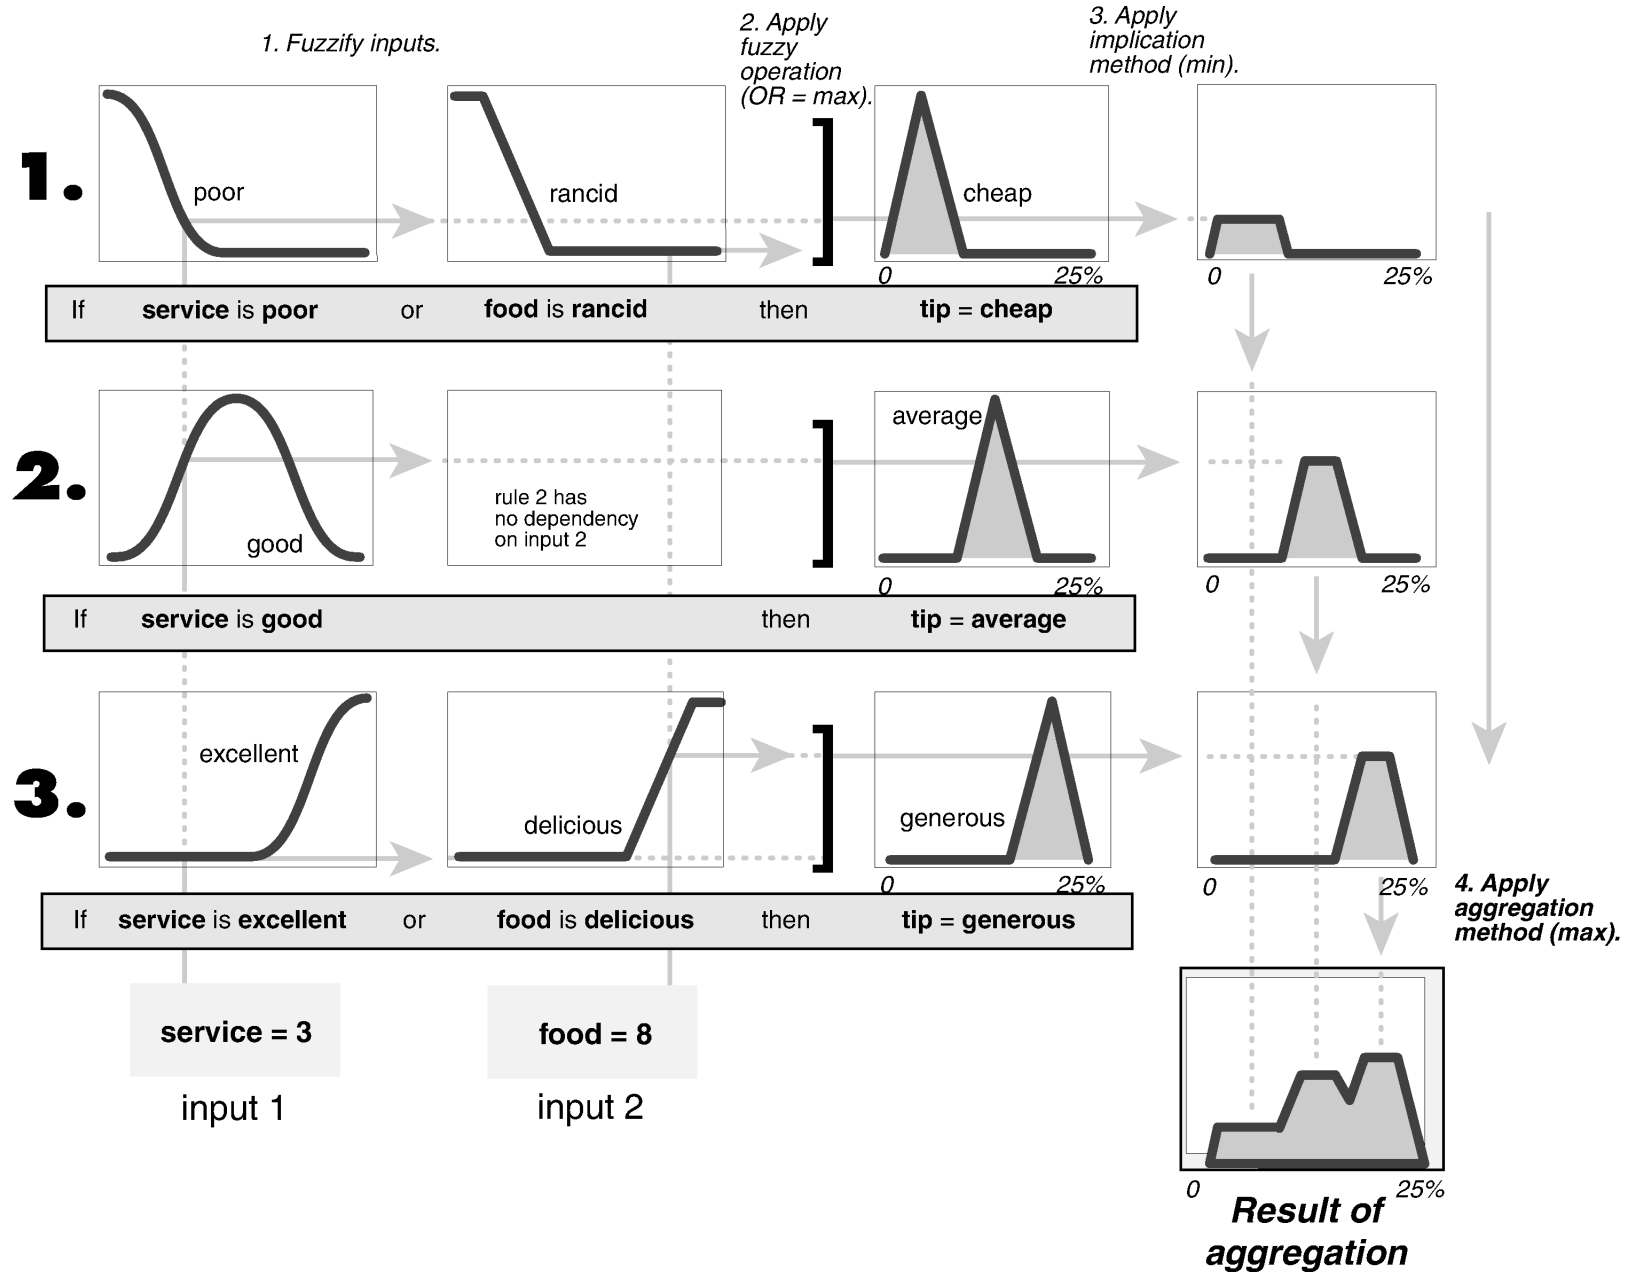 1. Fuzzify inputs.
2. Apply
fuzzy
operation
(OR = max).
3. Apply
implication
method (min).
1.
poor
rancid
cheap
0
25%
0
25%
If service is poor or food is rancid then tip = cheap
2.
good
rule 2 has
no dependency
on input 2
average
0
25%
0
25%
If service is good then tip = average
3.
excellent
delicious
generous
0
25%
0
25%
If service is excellent or food is delicious then tip = generous
4. Apply
aggregation
method (max).
service = 3
input 1
food = 8
input 2
0
25%
Result of
aggregation